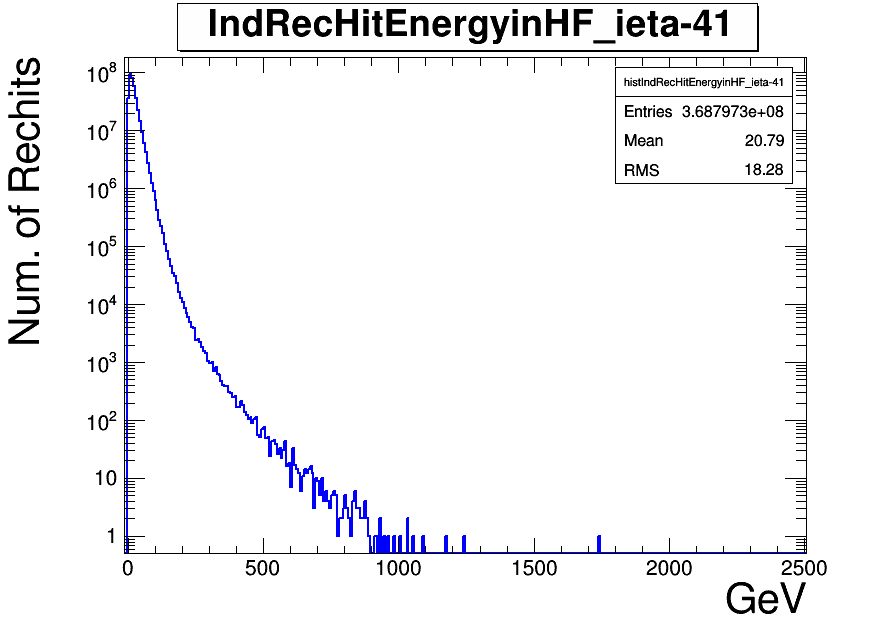 IndRecHitEnergyinHF_ieta-41
histIndRecHitEnergyinHF_ieta-41
Entries 3.687973e+08
Mean 20.79
RMS 18.28
Num. of Rechits
10^8
10^7
10^6
10^5
10^4
10^3
10^2
10
1
0 500 1000 1500 2000 2500
GeV